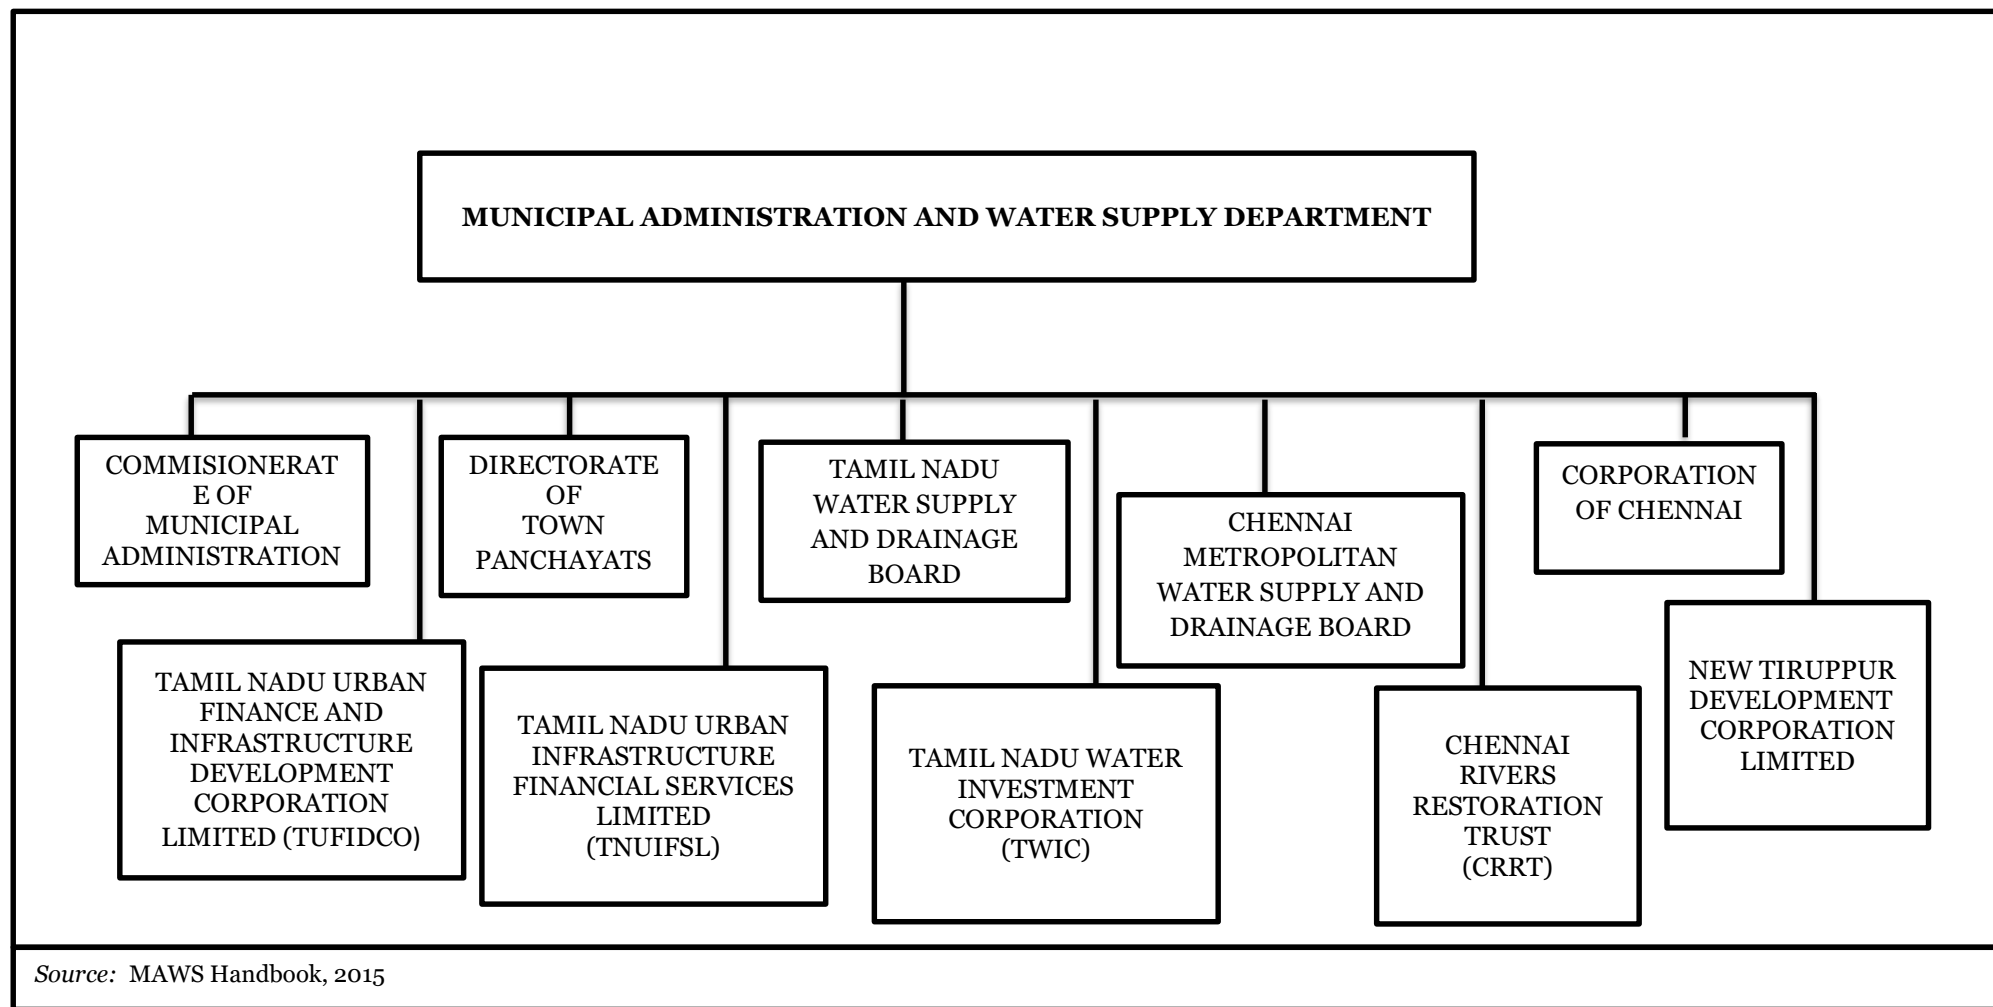 MUNICIPAL ADMINISTRATION AND WATER SUPPLY DEPARTMENT
COMMISIONERAT
E OF
MUNICIPAL
ADMINISTRATION
DIRECTORATE
OF
TOWN
PANCHAYATS
TAMIL NADU
WATER SUPPLY
AND DRAINAGE
BOARD
CHENNAI
METROPOLITAN
WATER SUPPLY AND
DRAINAGE BOARD
CORPORATION
OF CHENNAI
TAMIL NADU URBAN
FINANCE AND
INFRASTRUCTURE
DEVELOPMENT
CORPORATION
LIMITED (TUFIDCO)
TAMIL NADU URBAN
INFRASTRUCTURE
FINANCIAL SERVICES
LIMITED
(TNUIFSL)
TAMIL NADU WATER
INVESTMENT
CORPORATION
(TWIC)
CHENNAI
RIVERS
RESTORATION
TRUST
(CRRT)
NEW TIRUPPUR
DEVELOPMENT
CORPORATION
LIMITED
Source: MAWS Handbook, 2015